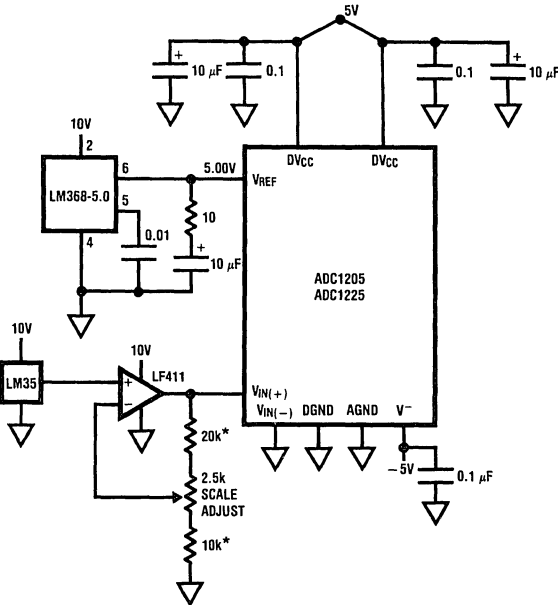 5V
+
10 µF
0.1
0.1
+
10 µF
10V
2
DVCC
DVCC
LM368-5.0
6
5.00V
VREF
5
10
4
0.01
+
10 µF
ADC1205
ADC1225
10V
LM35
10V
LF411
+
−
VIN(+)
VIN(−)
DGND
AGND
V−
20k*
−5V
0.1 µF
2.5k
SCALE
ADJUST
10k*